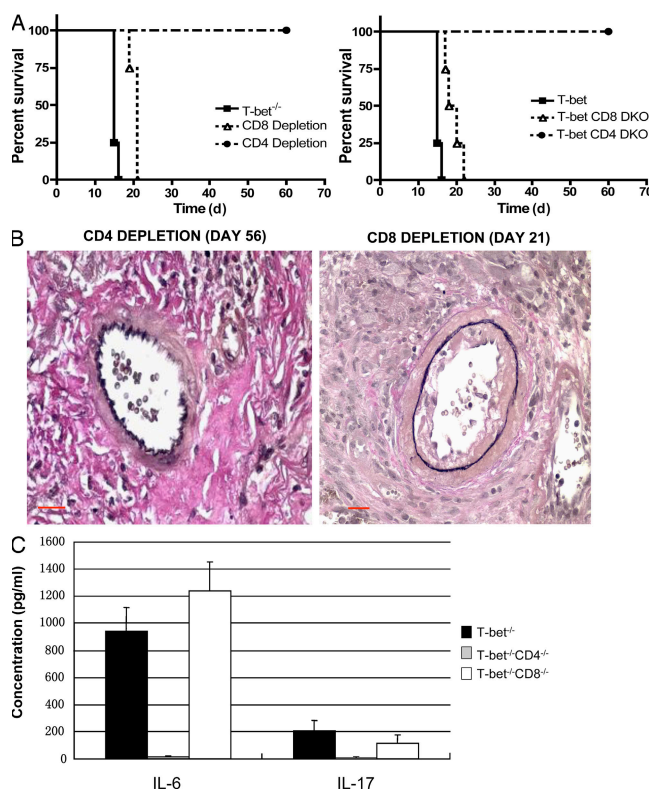 A
Percent survival
100
75
50
25
0
0 10 20 30 40 50 60 70
Time (d)
T-bet-/-
CD8 Depletion
CD4 Depletion
Percent survival
100
75
50
25
0
0 10 20 30 40 50 60 70
Time (d)
T-bet
T-bet CD8 DKO
T-bet CD4 DKO
B
CD4 DEPLETION (DAY 56)
CD8 DEPLETION (DAY 21)
C
Concentration (pg/ml)
1600
1400
1200
1000
800
600
400
200
0
IL-6
IL-17
T-bet-/-
T-bet-/-CD4-/-
T-bet-/-CD8-/-